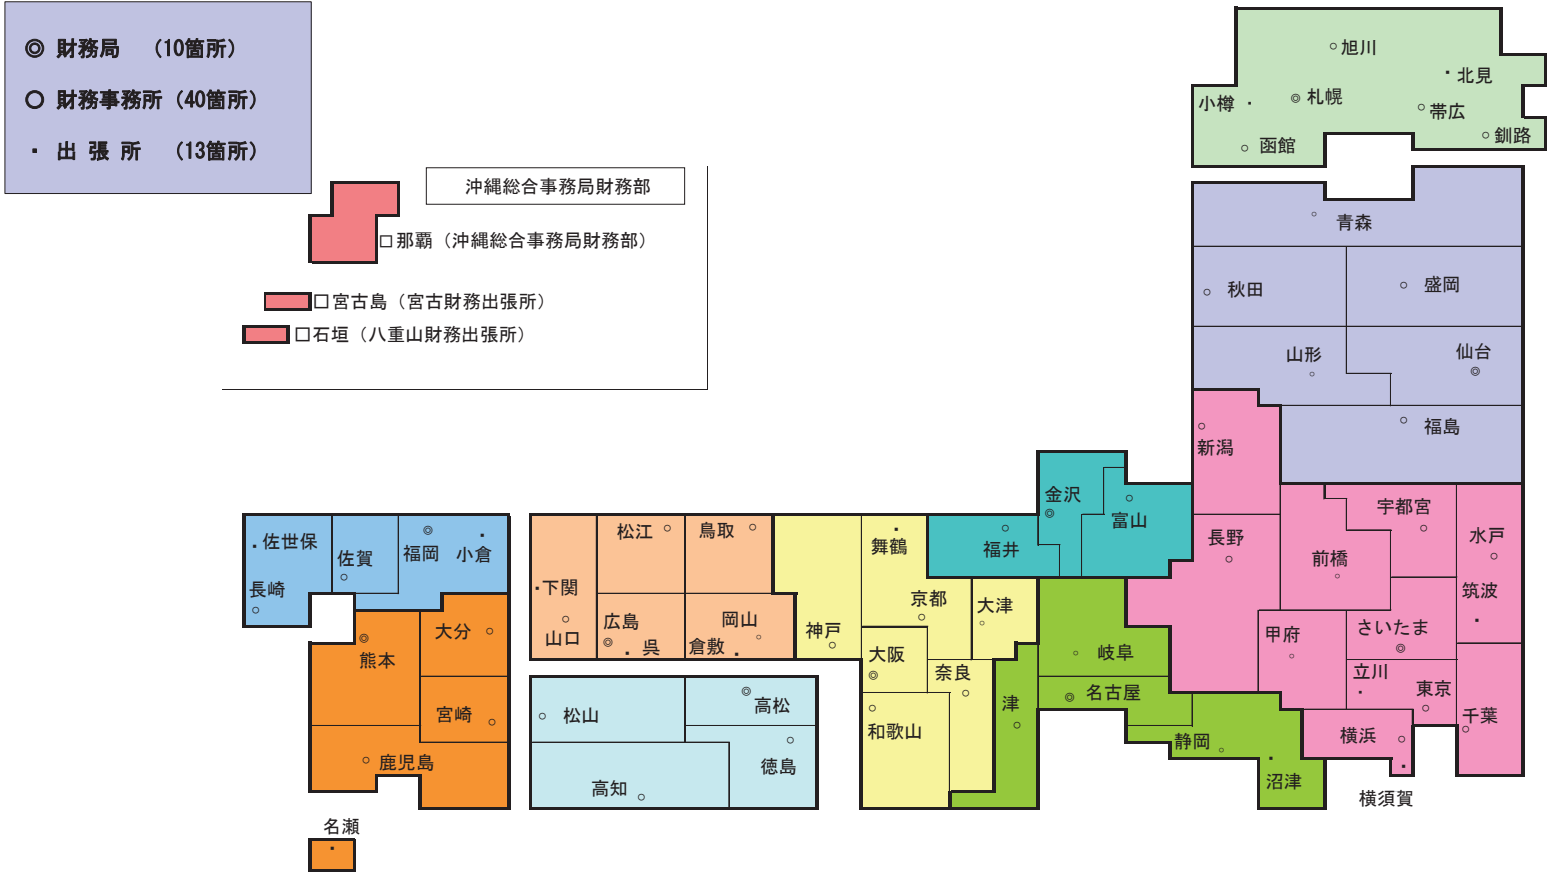 ◎ 財務局 (10箇所)
○ 財務事務所 (40箇所)
・ 出張所 (13箇所)
沖縄総合事務局財務部
□那覇（沖縄総合事務局財務部）
□宮古島（宮古財務出張所）
□石垣（八重山財務出張所）
旭川
北見
小樽
札幌
帯広
函館
釧路
青森
秋田
盛岡
山形
仙台
福島
新潟
金沢
富山
福井
長野
前橋
宇都宮
水戸
筑波
さいたま
甲府
立川
東京
千葉
横浜
横須賀
岐阜
名古屋
静岡
沼津
津
舞鶴
京都
大津
神戸
大阪
奈良
和歌山
松江
鳥取
下関
山口
広島
呉
岡山
倉敷
松山
高松
徳島
高知
佐世保
佐賀
福岡
小倉
長崎
熊本
大分
宮崎
鹿児島
名瀬